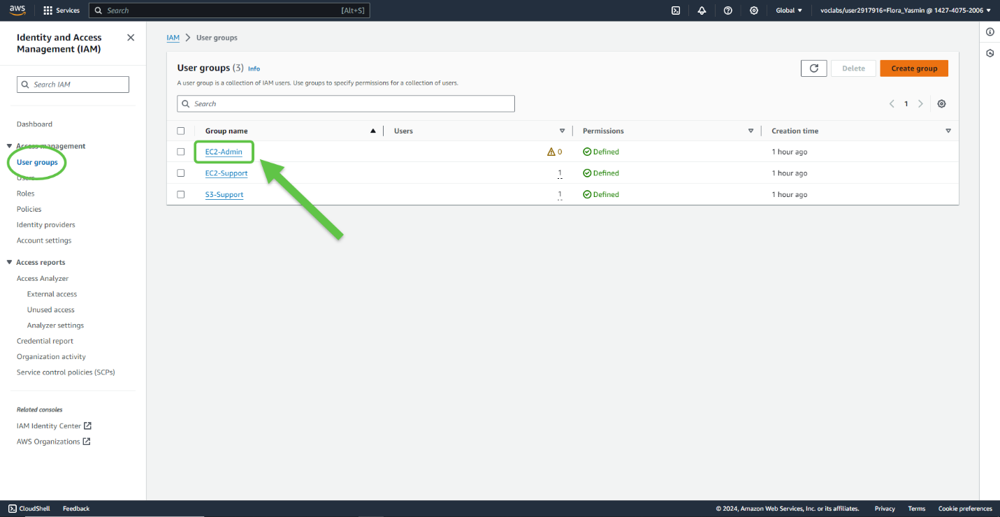 aws
Services
Search
[Alt+S]
Global
voclabs/user2917916=Flora_Yasmin @ 1427-4075-2006
Identity and Access
Management (IAM)
Search IAM
Dashboard
Access management
User groups
Users
Roles
Policies
Identity providers
Account settings
Access reports
Access Analyzer
External access
Unused access
Analyzer settings
Credential report
Organization activity
Service control policies (SCPs)
Related consoles
IAM Identity Center
AWS Organizations
IAM > User groups
User groups (3) Info
A user group is a collection of IAM users. Use groups to specify permissions for a collection of users.
Delete
Create group
Search
1
Group name Users Permissions Creation time
EC2-Admin 0 Defined 1 hour ago
EC2-Support 1 Defined 1 hour ago
S3-Support 1 Defined 1 hour ago
CloudShell Feedback
© 2024, Amazon Web Services, Inc. or its affiliates. Privacy Terms Cookie preferences